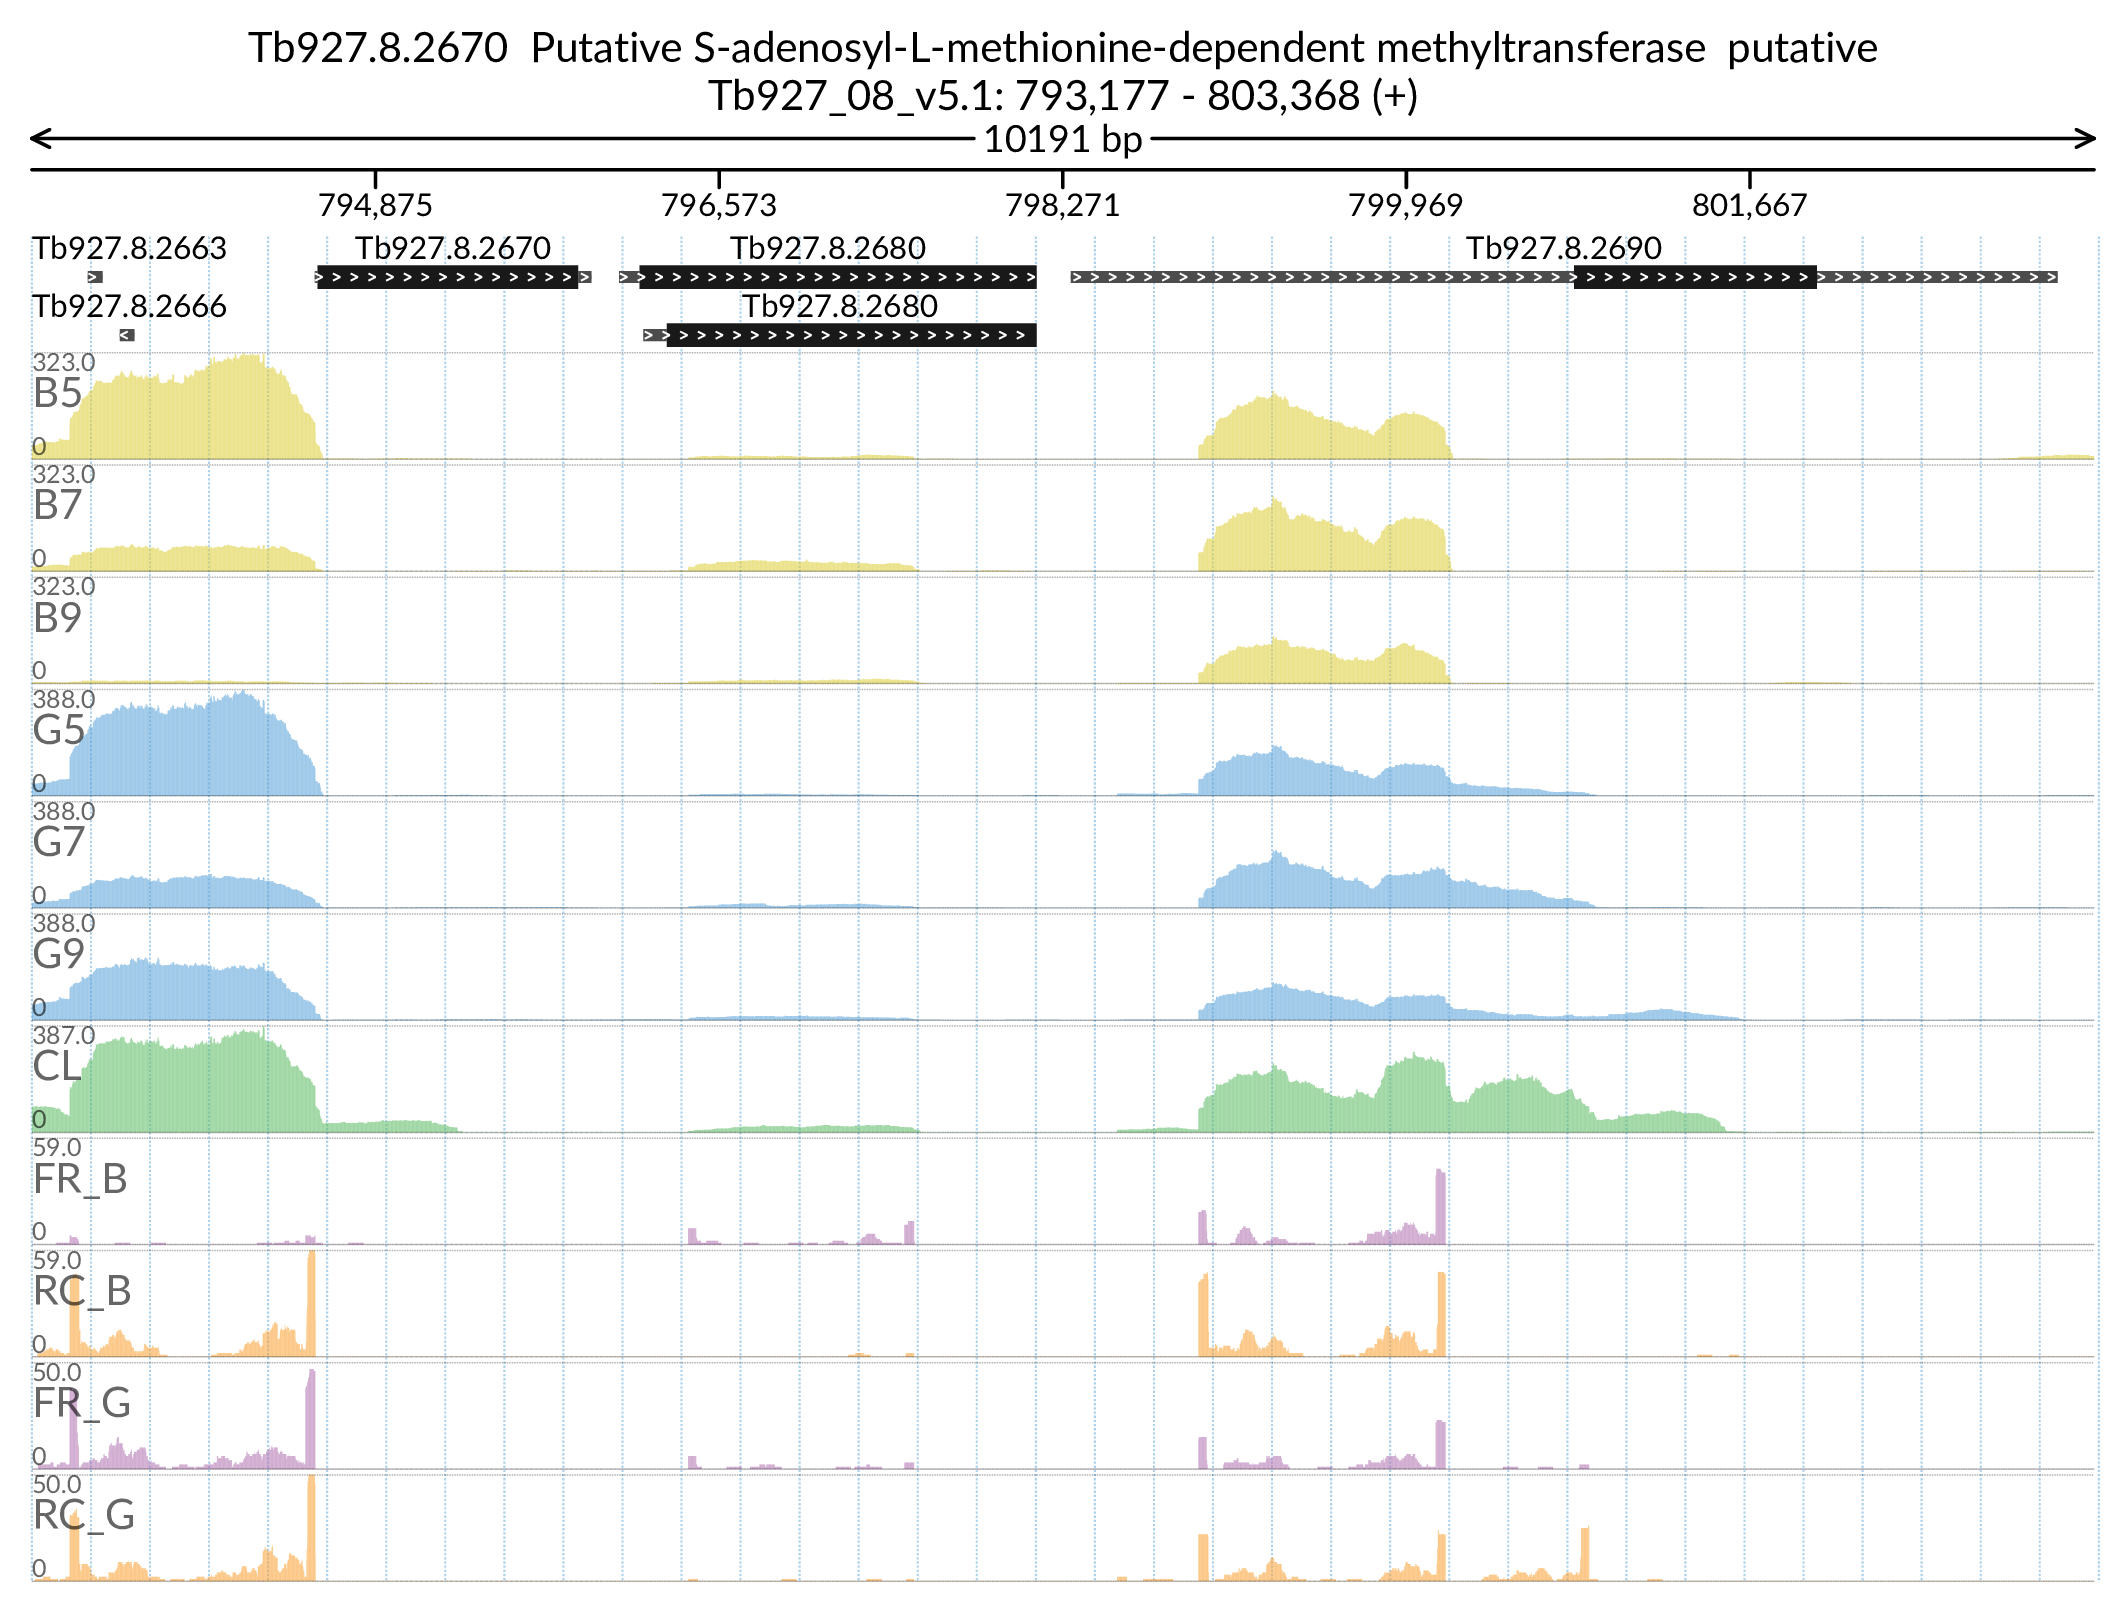 Tb927.8.2670  Putative S-adenosyl-L-methionine-dependent methyltransferase  putative
Tb927_08_v5.1: 793,177 - 803,368 (+)
10191 bp
794,875 796,573 798,271 799,969 801,667
Tb927.8.2663 Tb927.8.2670 Tb927.8.2680 Tb927.8.2690
Tb927.8.2666 Tb927.8.2680
323.0
B5
0
323.0
B7
0
323.0
B9
0
388.0
G5
0
388.0
G7
0
388.0
G9
0
387.0
CL
0
59.0
FR_B
0
59.0
RC_B
0
50.0
FR_G
0
50.0
RC_G
0